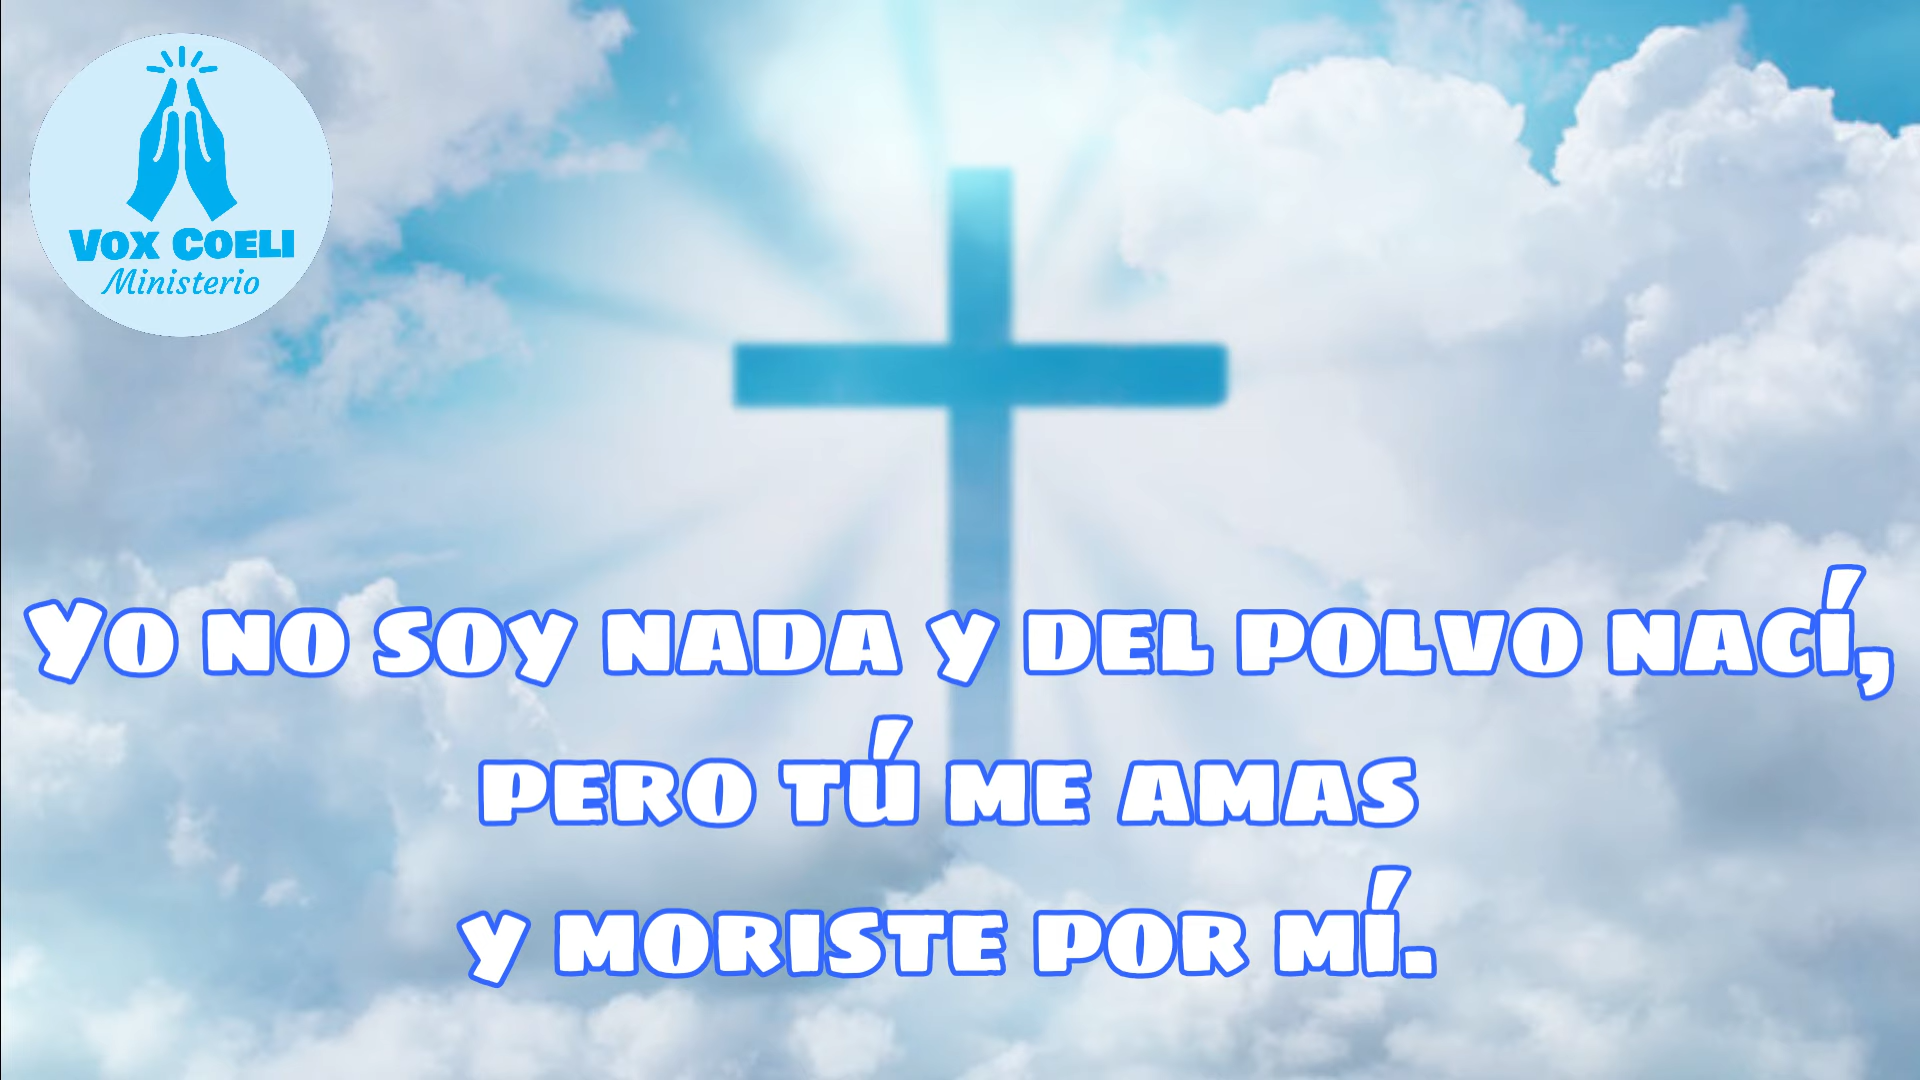 Vox Coeli
Ministerio
Yo no soy nada y del polvo nací,
pero tú me amas
y moriste por mí.